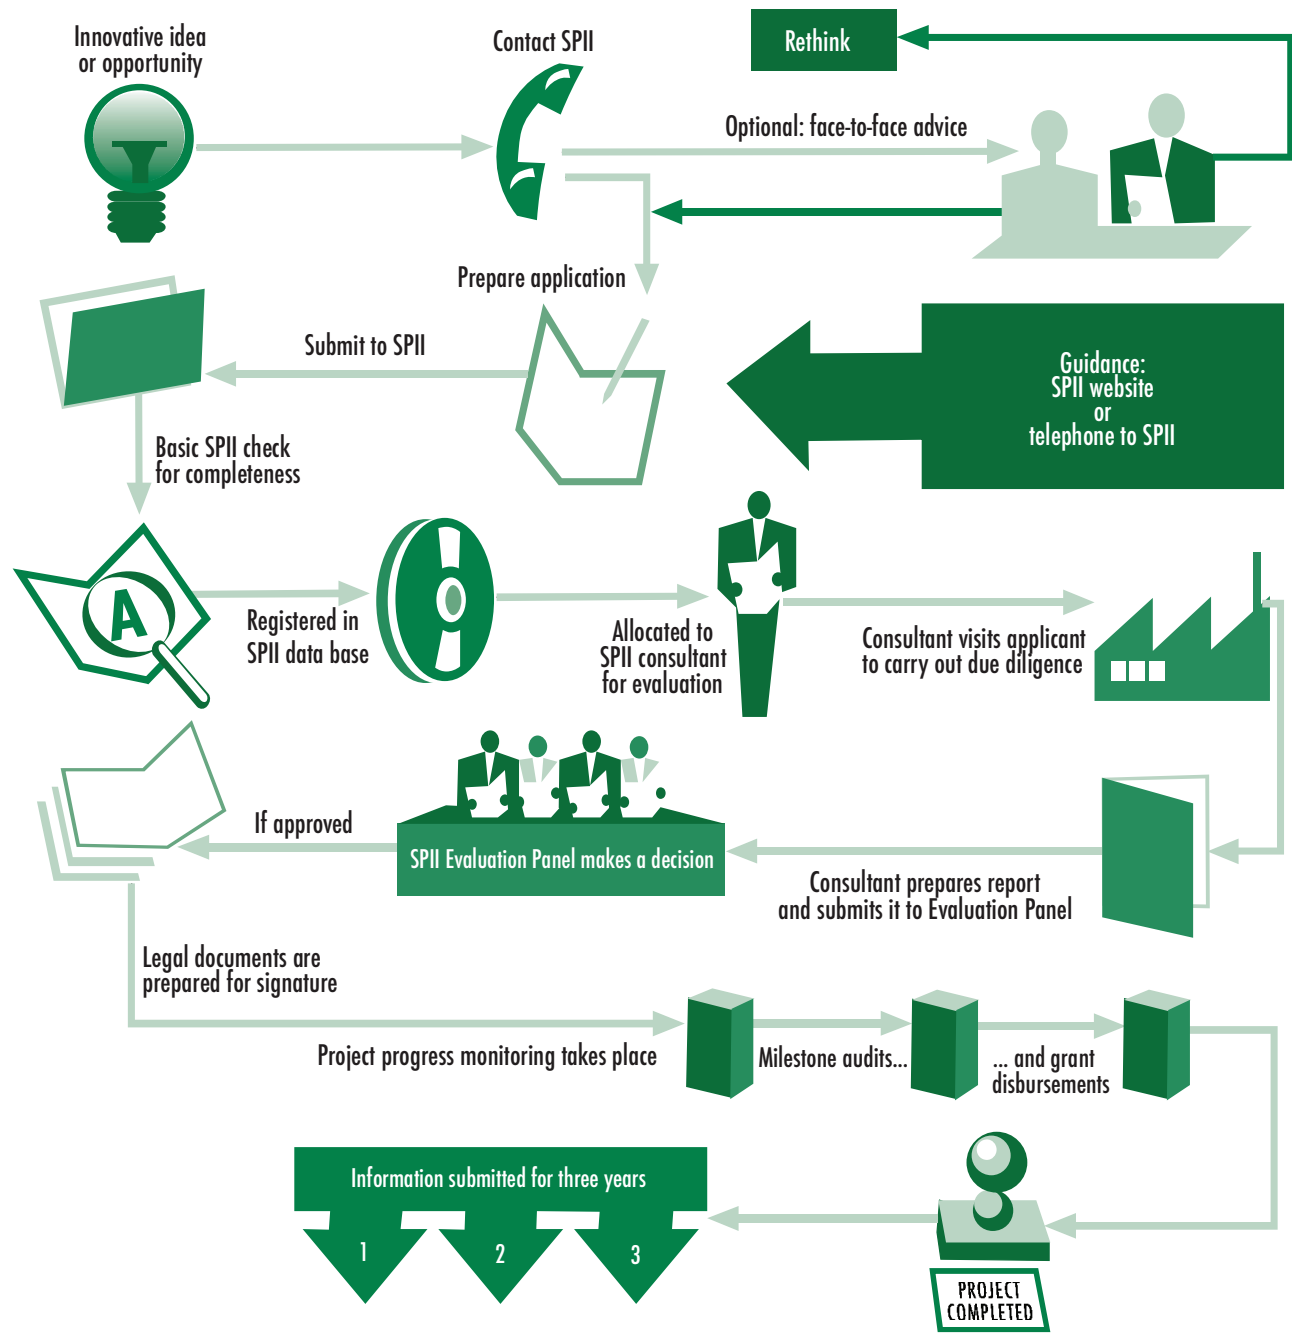 Innovative idea
or opportunity
Contact SPII
Rethink
Optional: face-to-face advice
Prepare application
Submit to SPII
Guidance:
SPII website
or
telephone to SPII
Basic SPII check
for completeness
A
Registered in
SPII data base
Allocated to
SPII consultant
for evaluation
Consultant visits applicant
to carry out due diligence
If approved
SPII Evaluation Panel makes a decision
Consultant prepares report
and submits it to Evaluation Panel
Legal documents are
prepared for signature
Project progress monitoring takes place
Milestone audits...
... and grant
disbursements
Information submitted for three years
1
2
3
PROJECT
COMPLETED